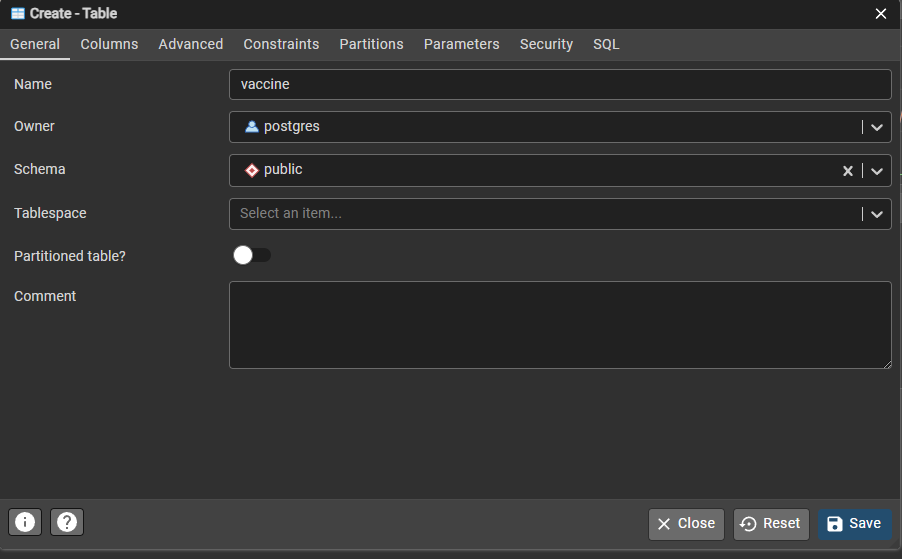 Create - Table
General Columns Advanced Constraints Partitions Parameters Security SQL
Name vaccine
Owner postgres
Schema public
Tablespace Select an item...
Partitioned table?
Comment
Close Reset Save